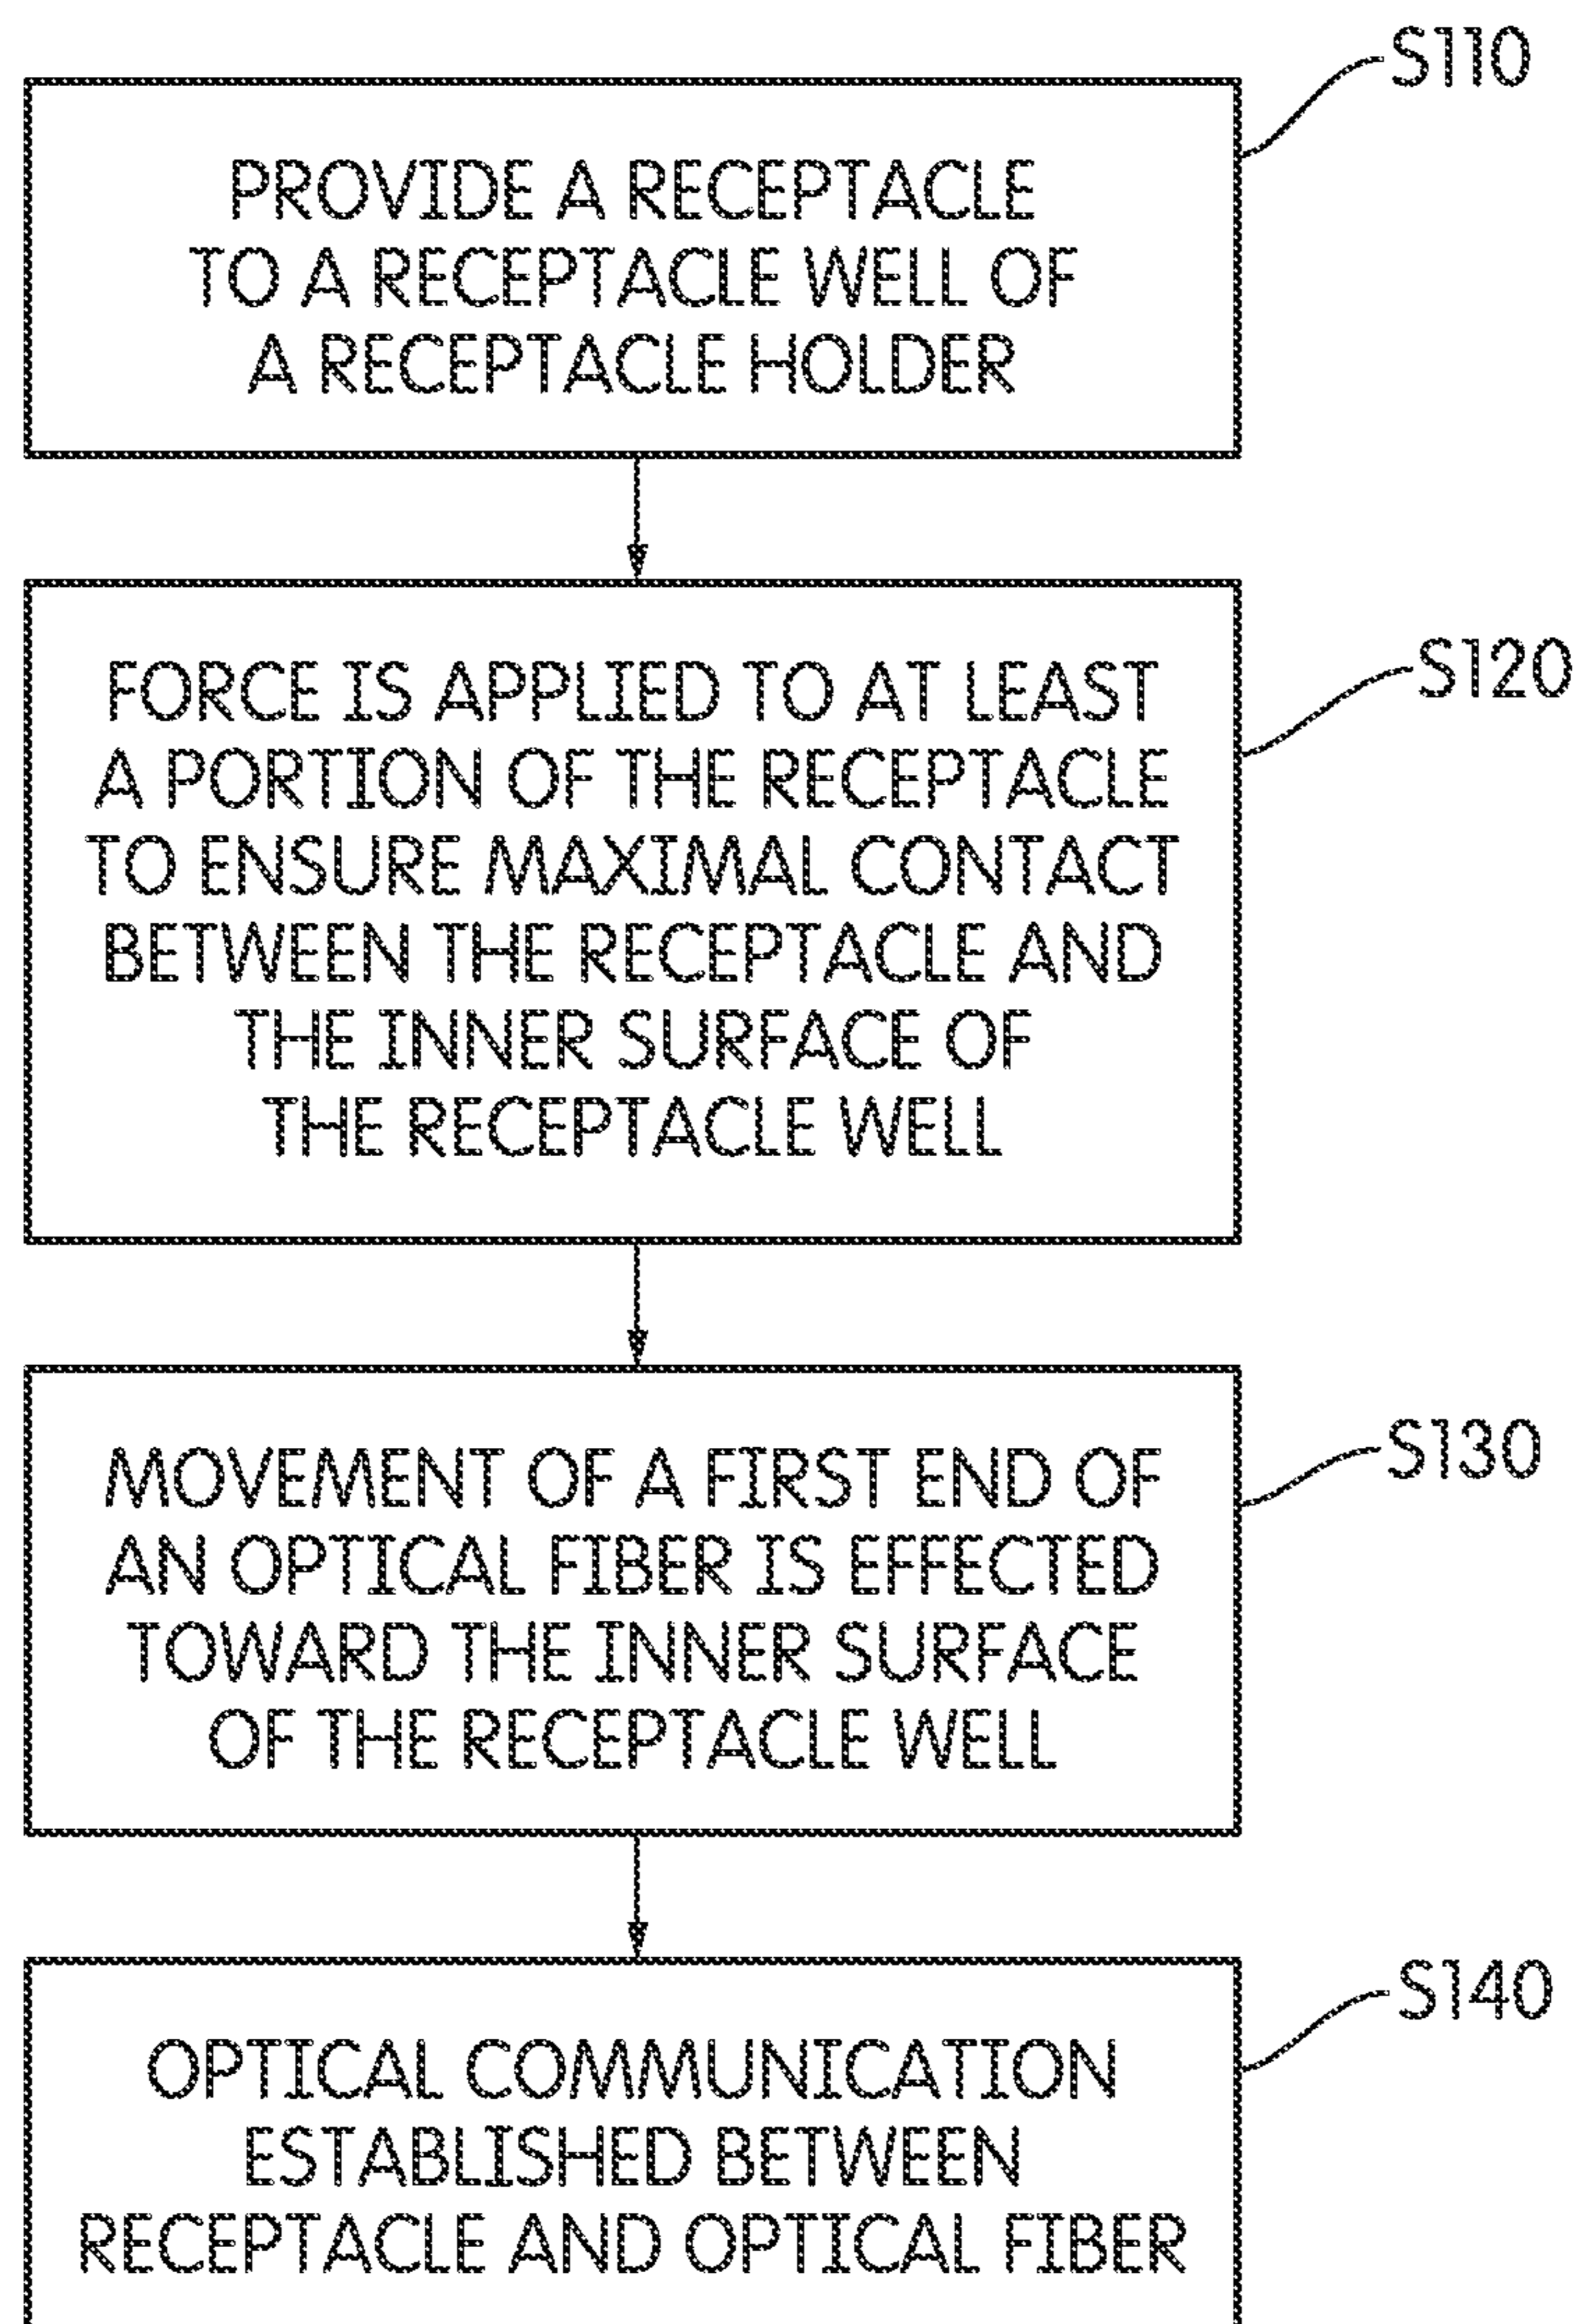 S110
PROVIDE A RECEPTACLE
TO A RECEPTACLE WELL OF
A RECEPTACLE HOLDER
S120
FORCE IS APPLIED TO AT LEAST
A PORTION OF THE RECEPTACLE
TO ENSURE MAXIMAL CONTACT
BETWEEN THE RECEPTACLE AND
THE INNER SURFACE OF
THE RECEPTACLE WELL
S130
MOVEMENT OF A FIRST END OF
AN OPTICAL FIBER IS EFFECTED
TOWARD THE INNER SURFACE
OF THE RECEPTACLE WELL
S140
OPTICAL COMMUNICATION
ESTABLISHED BETWEEN
RECEPTACLE AND OPTICAL FIBER